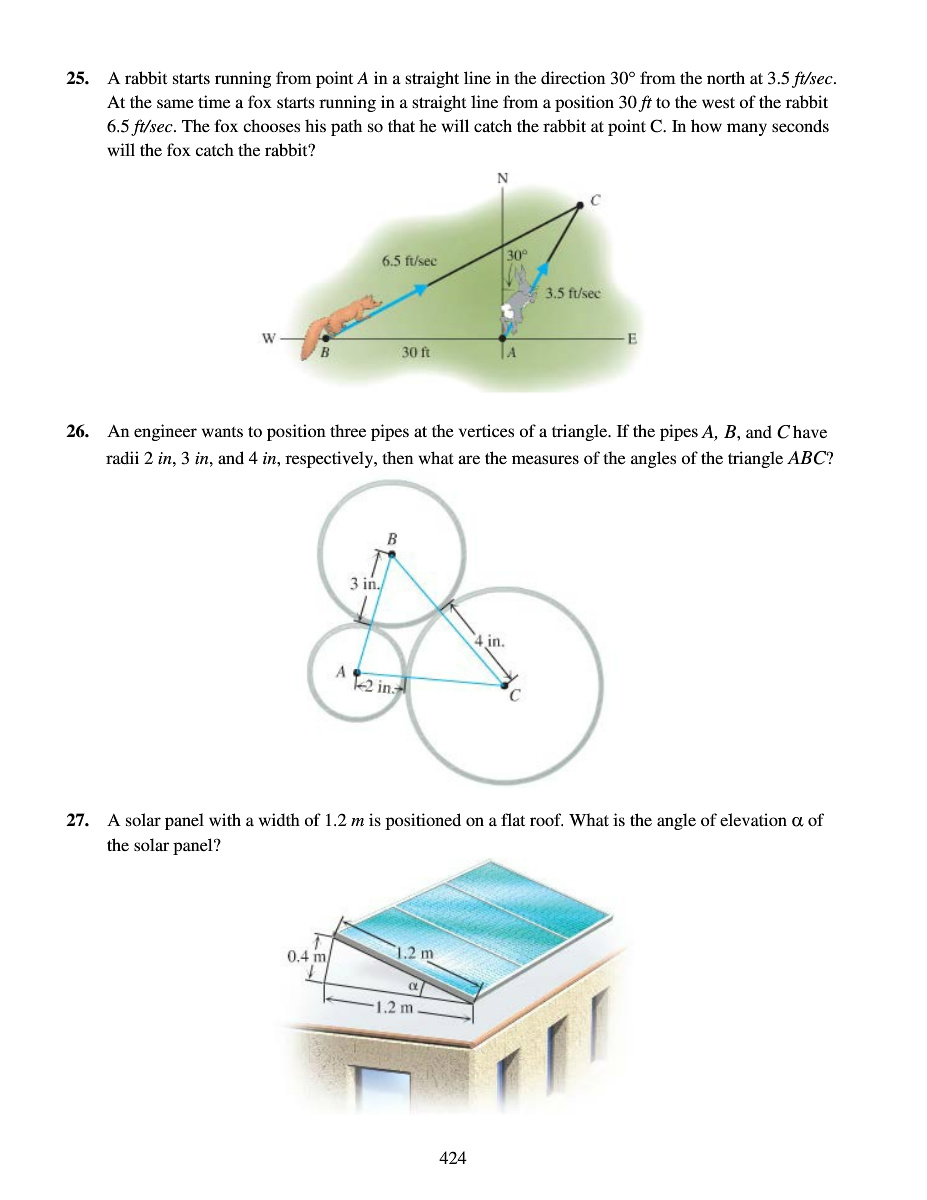 25. A rabbit starts running from point A in a straight line in the direction 30° from the north at 3.5 ft/sec.
At the same time a fox starts running in a straight line from a position 30 ft to the west of the rabbit
6.5 ft/sec. The fox chooses his path so that he will catch the rabbit at point C. In how many seconds
will the fox catch the rabbit?
N
C
30°
6.5 ft/sec
3.5 ft/sec
W
E
B
30 ft
A
26. An engineer wants to position three pipes at the vertices of a triangle. If the pipes A, B, and C have
radii 2 in, 3 in, and 4 in, respectively, then what are the measures of the angles of the triangle ABC?
B
3 in.
4 in.
A
2 in.
C
27. A solar panel with a width of 1.2 m is positioned on a flat roof. What is the angle of elevation α of
the solar panel?
0.4 m
1.2 m
α
1.2 m
424